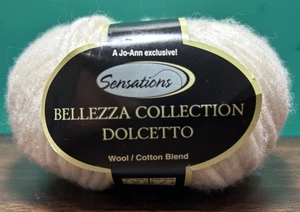 A Jo-Ann exclusive!
Sensations
BELLEZZA COLLECTION
DOLCETTO
Wool / Cotton Blend